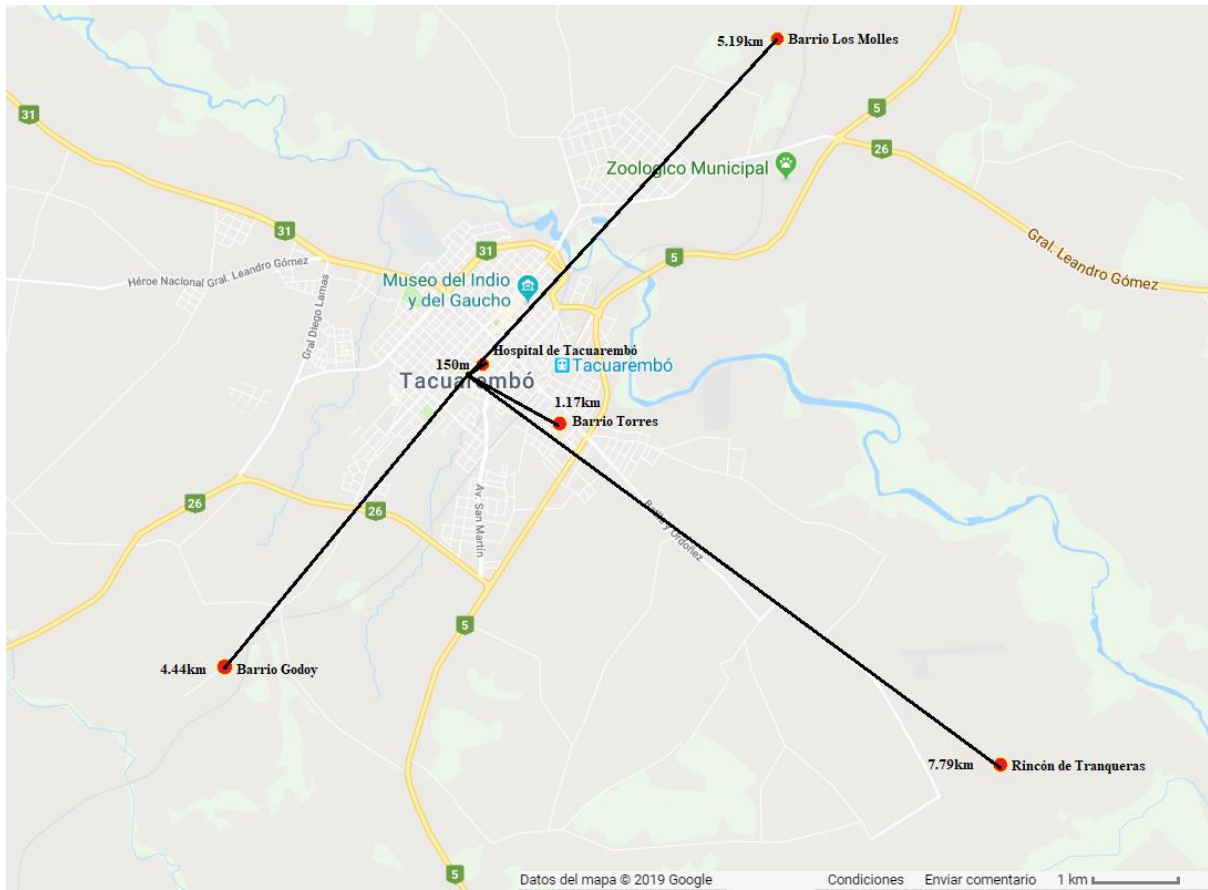 5.19km
Barrio Los Molles
5
31
26
Zoologico Municipal
31
Gral. Leandro Gómez
31
5
Héroe Nacional Gral. Leandro Gómez
Museo del Indio
y del Gaucho
Gral Diego Lamas
Hospital de Tacuarembó
150m
Tacuarembó
Tacuarembó
1.17km
Barrio Torres
26
26
Av. San Martín
Batlle y Ordoñez
5
4.44km
Barrio Godoy
7.79km
Rincón de Tranqueras
5
Datos del mapa © 2019 Google
Condiciones
Enviar comentario
1 km